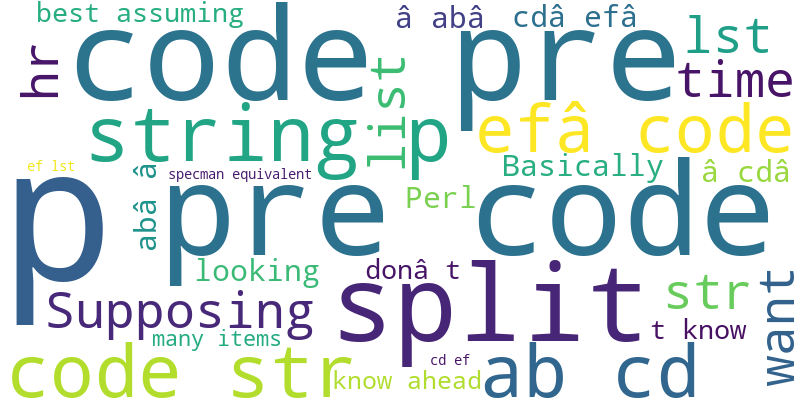 best assuming
â abâ
cdâ efâ
code pre
lst
hr
time
list
string
p
efâ code
ef lst
abâ â
specman equivalent
Basically
â cdâ
p
pre code
Perl
looking
donâ t
Supposing
split
str
t know
want
many items
cd ef
code str
know ahead
ab cd